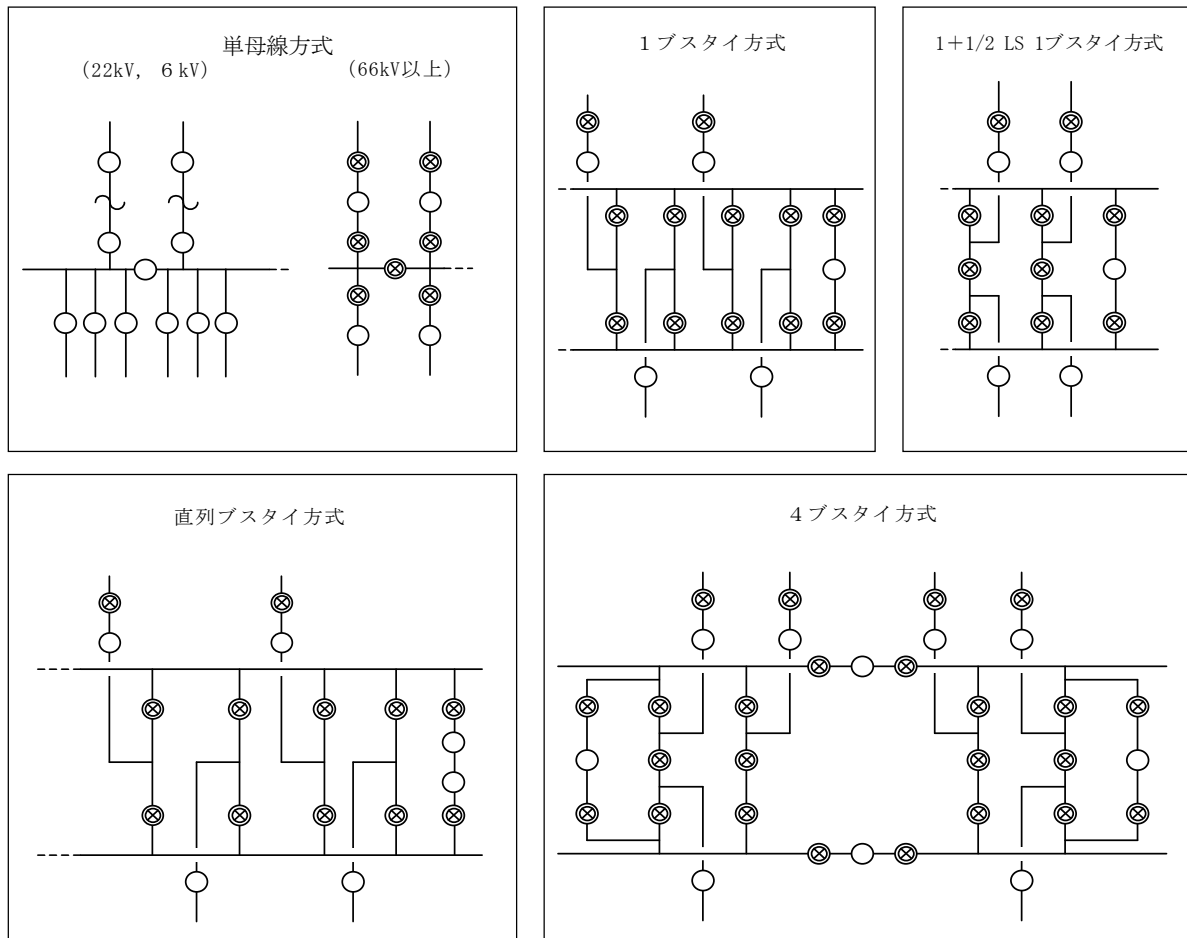 単母線方式
(22kV, 6kV)
(66kV以上)
1ブスタイ方式
1+1/2 LS 1ブスタイ方式
直列ブスタイ方式
4ブスタイ方式